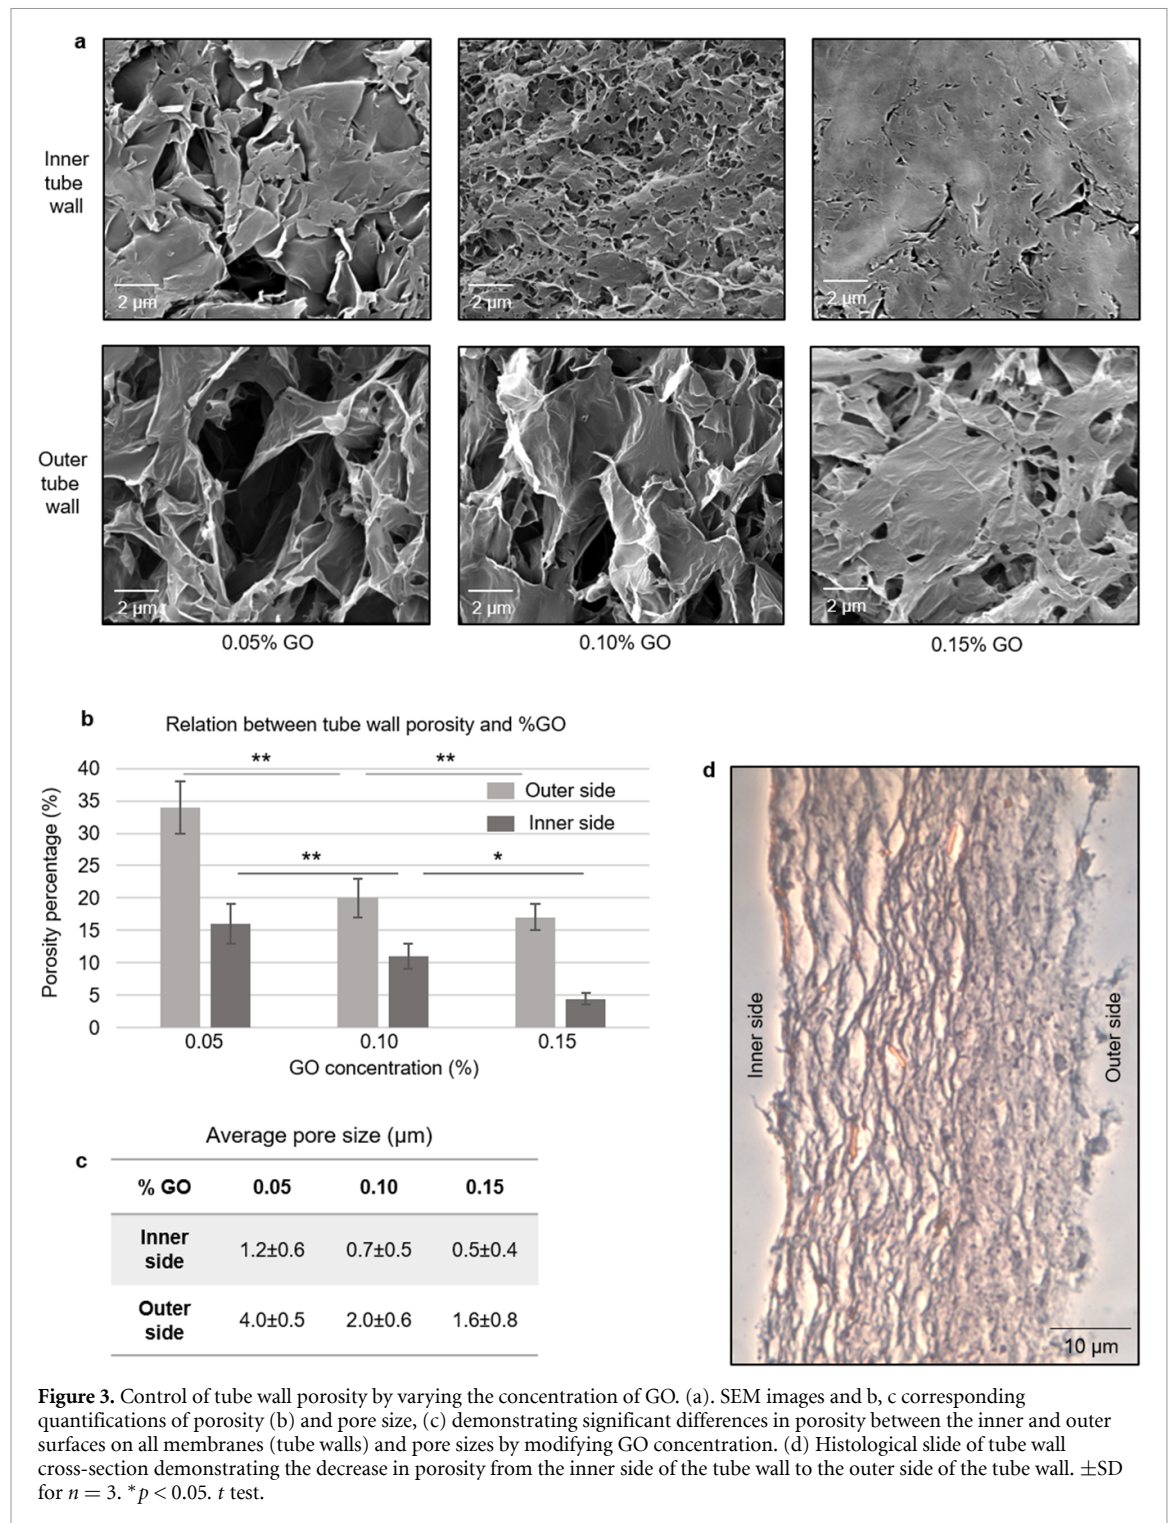 a
Inner
tube
wall
2 µm
2 µm
2 µm
Outer
tube
wall
2 µm
2 µm
2 µm
0.05% GO
0.10% GO
0.15% GO
b
Relation between tube wall porosity and %GO
Porosity percentage (%)
40
35
30
25
20
15
10
5
0
**
**
**
*
Outer side
Inner side
0.05
0.10
0.15
GO concentration (%)
c
Average pore size (µm)
% GO 0.05 0.10 0.15
Inner
side
1.2±0.6 0.7±0.5 0.5±0.4
Outer
side
4.0±0.5 2.0±0.6 1.6±0.8
d
Inner side
Outer side
10 µm
Figure 3. Control of tube wall porosity by varying the concentration of GO. (a). SEM images and b, c corresponding
quantifications of porosity (b) and pore size, (c) demonstrating significant differences in porosity between the inner and outer
surfaces on all membranes (tube walls) and pore sizes by modifying GO concentration. (d) Histological slide of tube wall
cross-section demonstrating the decrease in porosity from the inner side of the tube wall to the outer side of the tube wall. ±SD
for n = 3. *p < 0.05. t test.